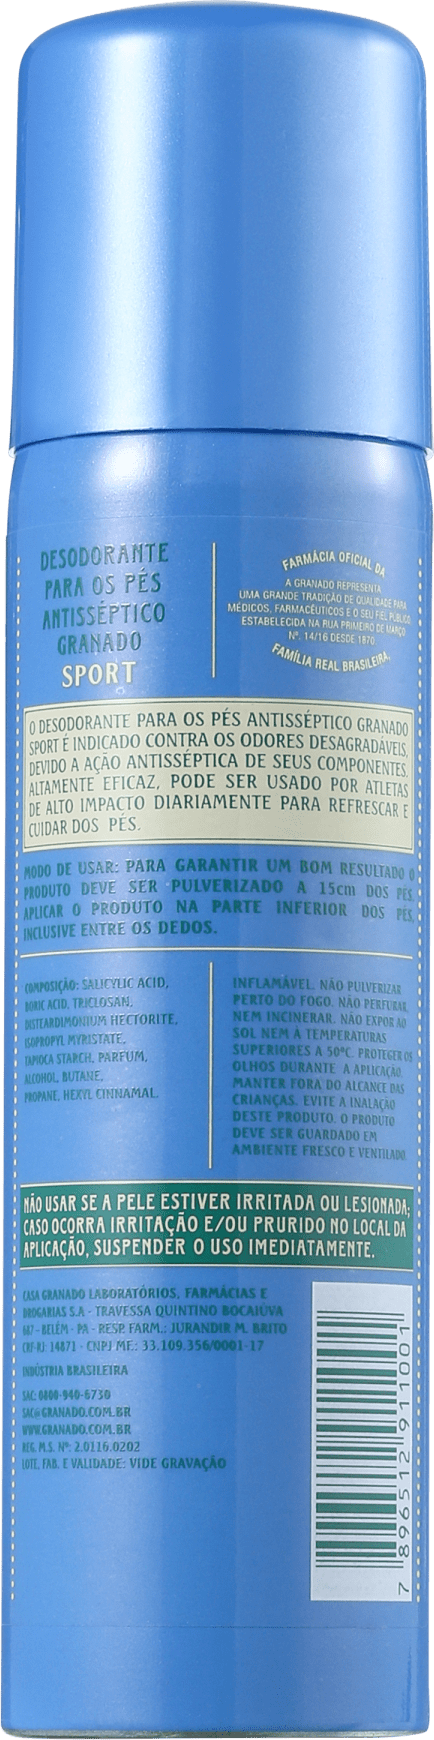 DESODORANTE
PARA OS PÉS
ANTISSÉPTICO
GRANADO
SPORT
FARMÁCIA OFICIAL DA
A GRANADO REPRESENTA
UMA GRANDE TRADIÇÃO DE QUALIDADE PARA
MÉDICOS, FARMACÊUTICOS E O SEU FIEL PÚBLICO
ESTABELECIDA NA RUA PRIMEIRO DE MARÇO
Nº. 14/16 DESDE 1870.
FAMÍLIA REAL BRASILEIRA.
O DESODORANTE PARA OS PÉS ANTISSÉPTICO GRANADO
SPORT É INDICADO CONTRA OS ODORES DESAGRADÁVEIS,
DEVIDO A AÇÃO ANTISSÉPTICA DE SEUS COMPONENTES.
ALTAMENTE EFICAZ, PODE SER USADO POR ATLETAS
DE ALTO IMPACTO DIARIAMENTE PARA REFRESCAR E
CUIDAR DOS PÉS.
MODO DE USAR: PARA GARANTIR UM BOM RESULTADO O
PRODUTO DEVE SER PULVERIZADO A 15cm DOS PÉS.
APLICAR O PRODUTO NA PARTE INFERIOR DOS PÉS,
INCLUSIVE ENTRE OS DEDOS.
COMPOSIÇÃO: SALICYLIC ACID,
BORIC ACID, TRICLOSAN,
DISTEARDIMONIUM HECTORITE,
ISOPROPYL MYRISTATE,
TAPIOCA STARCH, PARFUM,
ALCOHOL, BUTANE,
PROPANE, HEXYL CINNAMAL.
INFLAMÁVEL. NÃO PULVERIZAR
PERTO DO FOGO. NÃO PERFURAR,
NEM INCINERAR. NÃO EXPOR AO
SOL NEM À TEMPERATURAS
SUPERIORES A 50ºC. PROTEGER OS
OLHOS DURANTE A APLICAÇÃO.
MANTER FORA DO ALCANCE DAS
CRIANÇAS. EVITE A INALAÇÃO
DESTE PRODUTO. O PRODUTO
DEVE SER GUARDADO EM
AMBIENTE FRESCO E VENTILADO.
NÃO USAR SE A PELE ESTIVER IRRITADA OU LESIONADA;
CASO OCORRA IRRITAÇÃO E/OU PRURIDO NO LOCAL DA
APLICAÇÃO, SUSPENDER O USO IMEDIATAMENTE.
CASA GRANADO LABORATÓRIOS, FARMÁCIAS E
DROGARIAS S.A - TRAVESSA QUINTINO BOCAIÚVA
687 - BELÉM - PA - RESP. FARM.: JURANDIR M. BRITO
CRF-RJ: 14871 - CNPJ MF: 33.109.356/0001-17
INDÚSTRIA BRASILEIRA
SAC: 0800-940-6730
SAC@GRANADO.COM.BR
WWW.GRANADO.COM.BR
REG. M.S. Nº: 2.0116.0202
LOTE, FAB. E VALIDADE: VIDE GRAVAÇÃO
7 896512 911001